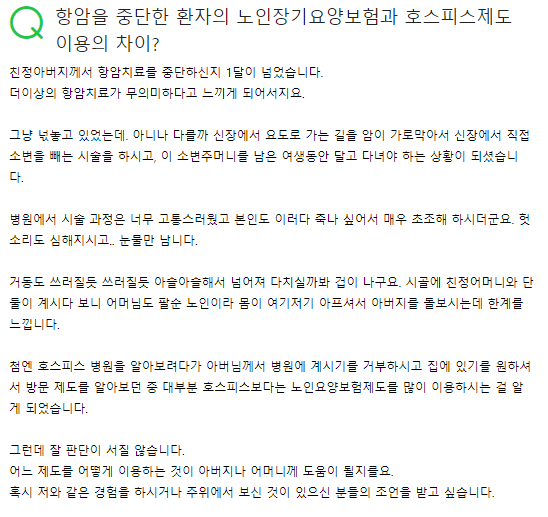 Q 항암을 중단한 환자의 노인장기요양보험과 호스피스제도
이용의 차이?
친정아버지께서 항암치료를 중단하신지 1달이 넘었습니다.
더이상의 항암치료가 무의미하다고 느끼게 되어서지요.
그냥 넋놓고 있었는데. 아니나 다를까 신장에서 요도로 가는 길을 암이 가로막아서 신장에서 직접
소변을 빼는 시술을 하시고, 이 소변주머니를 남은 여생동안 달고 다녀야 하는 상황이 되셨습니
다.
병원에서 시술 과정은 너무 고통스러웠고 본인도 이러다 죽나 싶어서 매우 초조해 하시더군요. 헛
소리도 심해지시고.. 눈물만 납니다.
거동도 쓰러질듯 쓰러질듯 아슬아슬해서 넘어져 다치실까봐 겁이 나구요. 시골에 친정어머니와 단
둘이 계시다 보니 어머님도 팔순 노인이라 몸이 여기저기 아프셔서 아버지를 돌보시는데 한계를
느낍니다.
첨엔 호스피스 병원을 알아보려다가 아버님께서 병원에 계시기를 거부하시고 집에 있기를 원하셔
서 방문 제도를 알아보던 중 대부분 호스피스보다는 노인요양보험제도를 많이 이용하시는 걸 알
게 되었습니다.
그런데 잘 판단이 서질 않습니다.
어느 제도를 어떻게 이용하는 것이 아버지나 어머니께 도움이 될지를요.
혹시 저와 같은 경험을 하시거나 주위에서 보신 것이 있으신 분들의 조언을 받고 싶습니다.